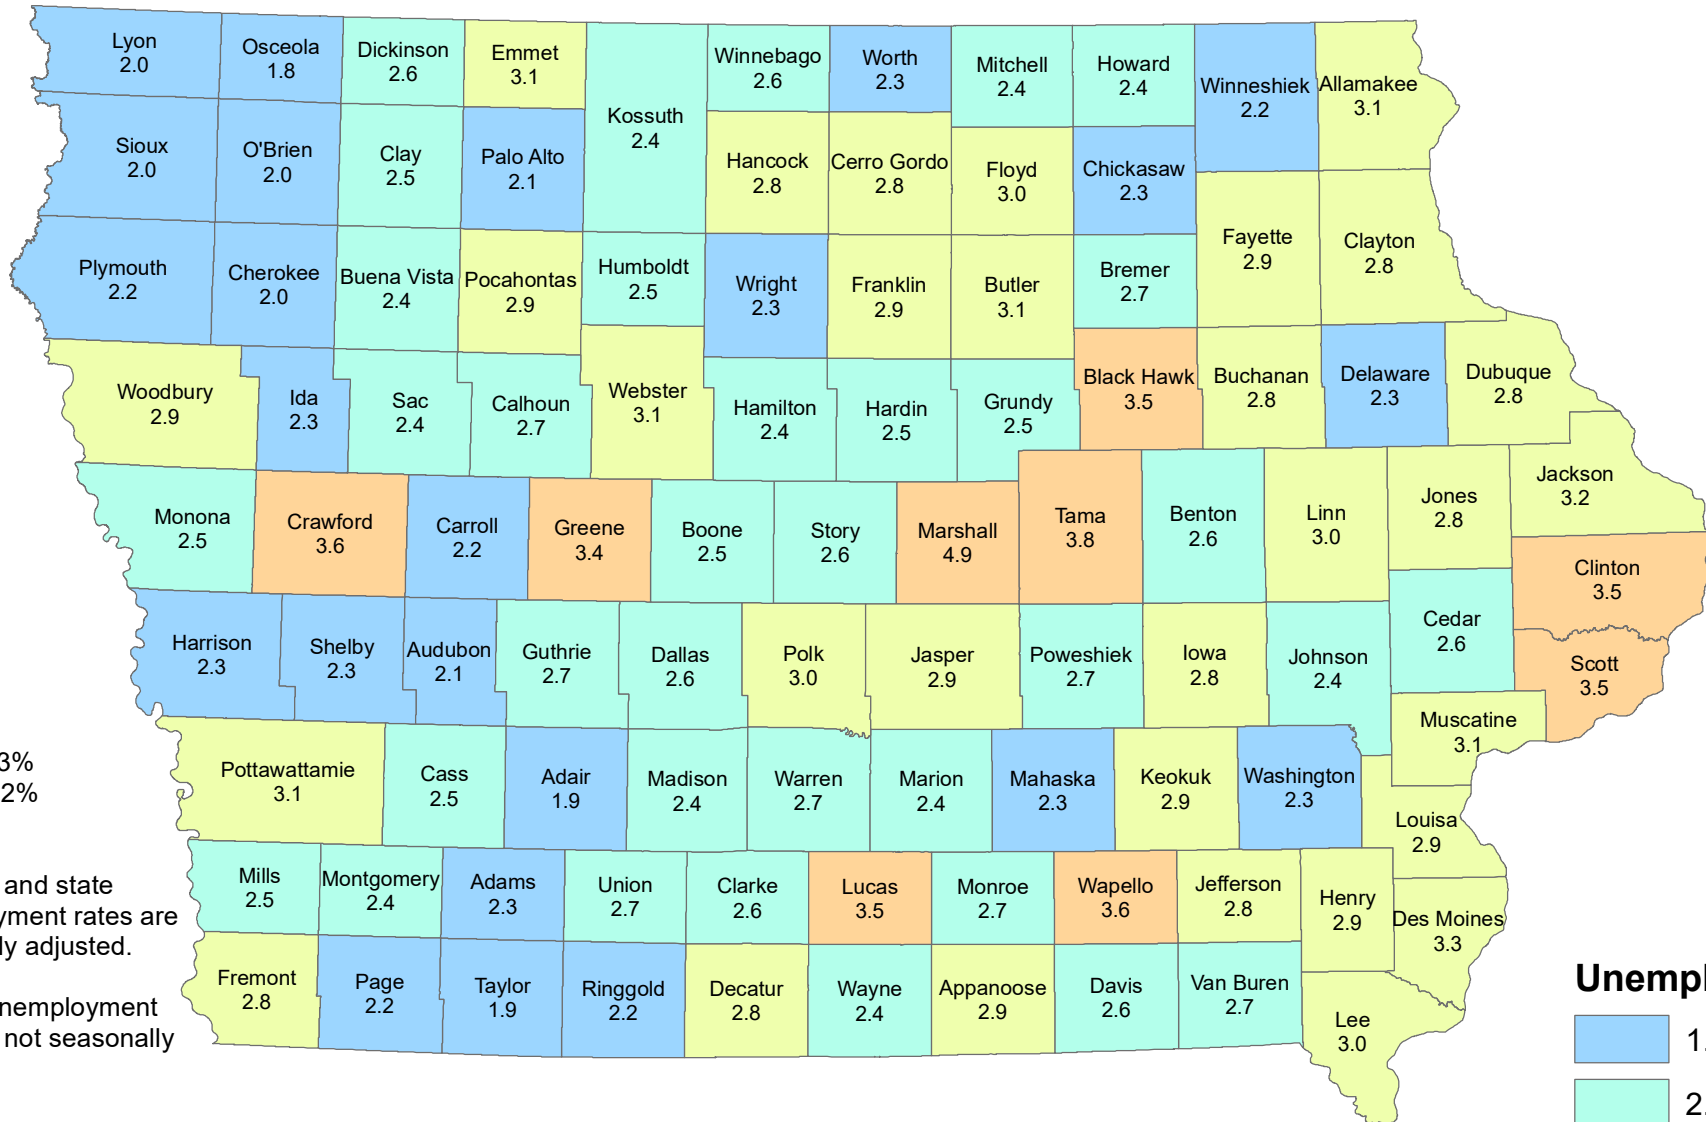 Lyon
2.0
Osceola
1.8
Dickinson
2.6
Emmet
3.1
Kossuth
2.4
Winnebago
2.6
Worth
2.3
Mitchell
2.4
Howard
2.4
Winneshiek
2.2
Allamakee
3.1
Sioux
2.0
O'Brien
2.0
Clay
2.5
Palo Alto
2.1
Hancock
2.8
Cerro Gordo
2.8
Floyd
3.0
Chickasaw
2.3
Fayette
2.9
Clayton
2.8
Plymouth
2.2
Cherokee
2.0
Buena Vista
2.4
Pocahontas
2.9
Humboldt
2.5
Wright
2.3
Franklin
2.9
Butler
3.1
Bremer
2.7
Woodbury
2.9
Ida
2.3
Sac
2.4
Calhoun
2.7
Webster
3.1
Hamilton
2.4
Hardin
2.5
Grundy
2.5
Black Hawk
3.5
Buchanan
2.8
Delaware
2.3
Dubuque
2.8
Monona
2.5
Crawford
3.6
Carroll
2.2
Greene
3.4
Boone
2.5
Story
2.6
Marshall
4.9
Tama
3.8
Benton
2.6
Linn
3.0
Jones
2.8
Jackson
3.2
Clinton
3.5
Harrison
2.3
Shelby
2.3
Audubon
2.1
Guthrie
2.7
Dallas
2.6
Polk
3.0
Jasper
2.9
Poweshiek
2.7
Iowa
2.8
Johnson
2.4
Cedar
2.6
Scott
3.5
Muscatine
3.1
Pottawattamie
3.1
Cass
2.5
Adair
1.9
Madison
2.4
Warren
2.7
Marion
2.4
Mahaska
2.3
Keokuk
2.9
Washington
2.3
Louisa
2.9
Mills
2.5
Montgomery
2.4
Adams
2.3
Union
2.7
Clarke
2.6
Lucas
3.5
Monroe
2.7
Wapello
3.6
Jefferson
2.8
Henry
2.9
Des Moines
3.3
Fremont
2.8
Page
2.2
Taylor
1.9
Ringgold
2.2
Decatur
2.8
Wayne
2.4
Appanoose
2.9
Davis
2.6
Van Buren
2.7
Lee
3.0
3%
2%
and state
yment rates are
ly adjusted.
nemployment
not seasonally
Unempl
1.
2.